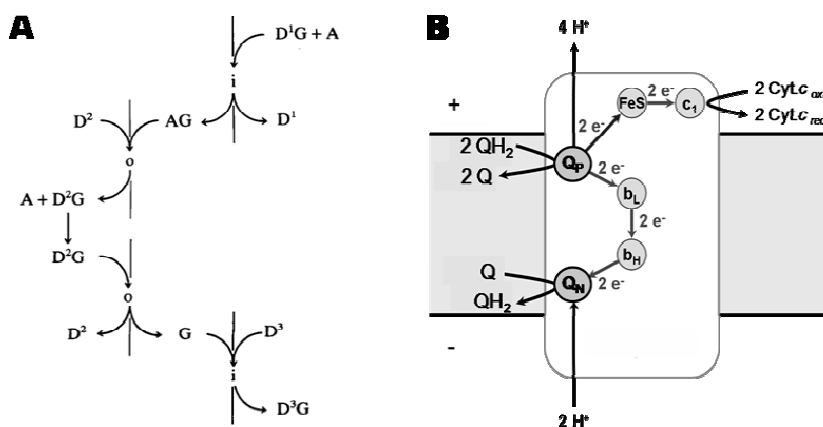 A
D¹G + A
i
D² AG D¹
o
A + D²G
D²G
o
D² G D³
i
D³G
B
4 H⁺
+
FeS 2 e⁻ C₁ 2 Cyt.c ox
2 Cyt.c red
2 e⁻
2 QH₂
Q_P
2 Q
2 e⁻
b_L
2 e⁻
b_H
Q
Q_N 2 e⁻
QH₂
-
2 H⁺